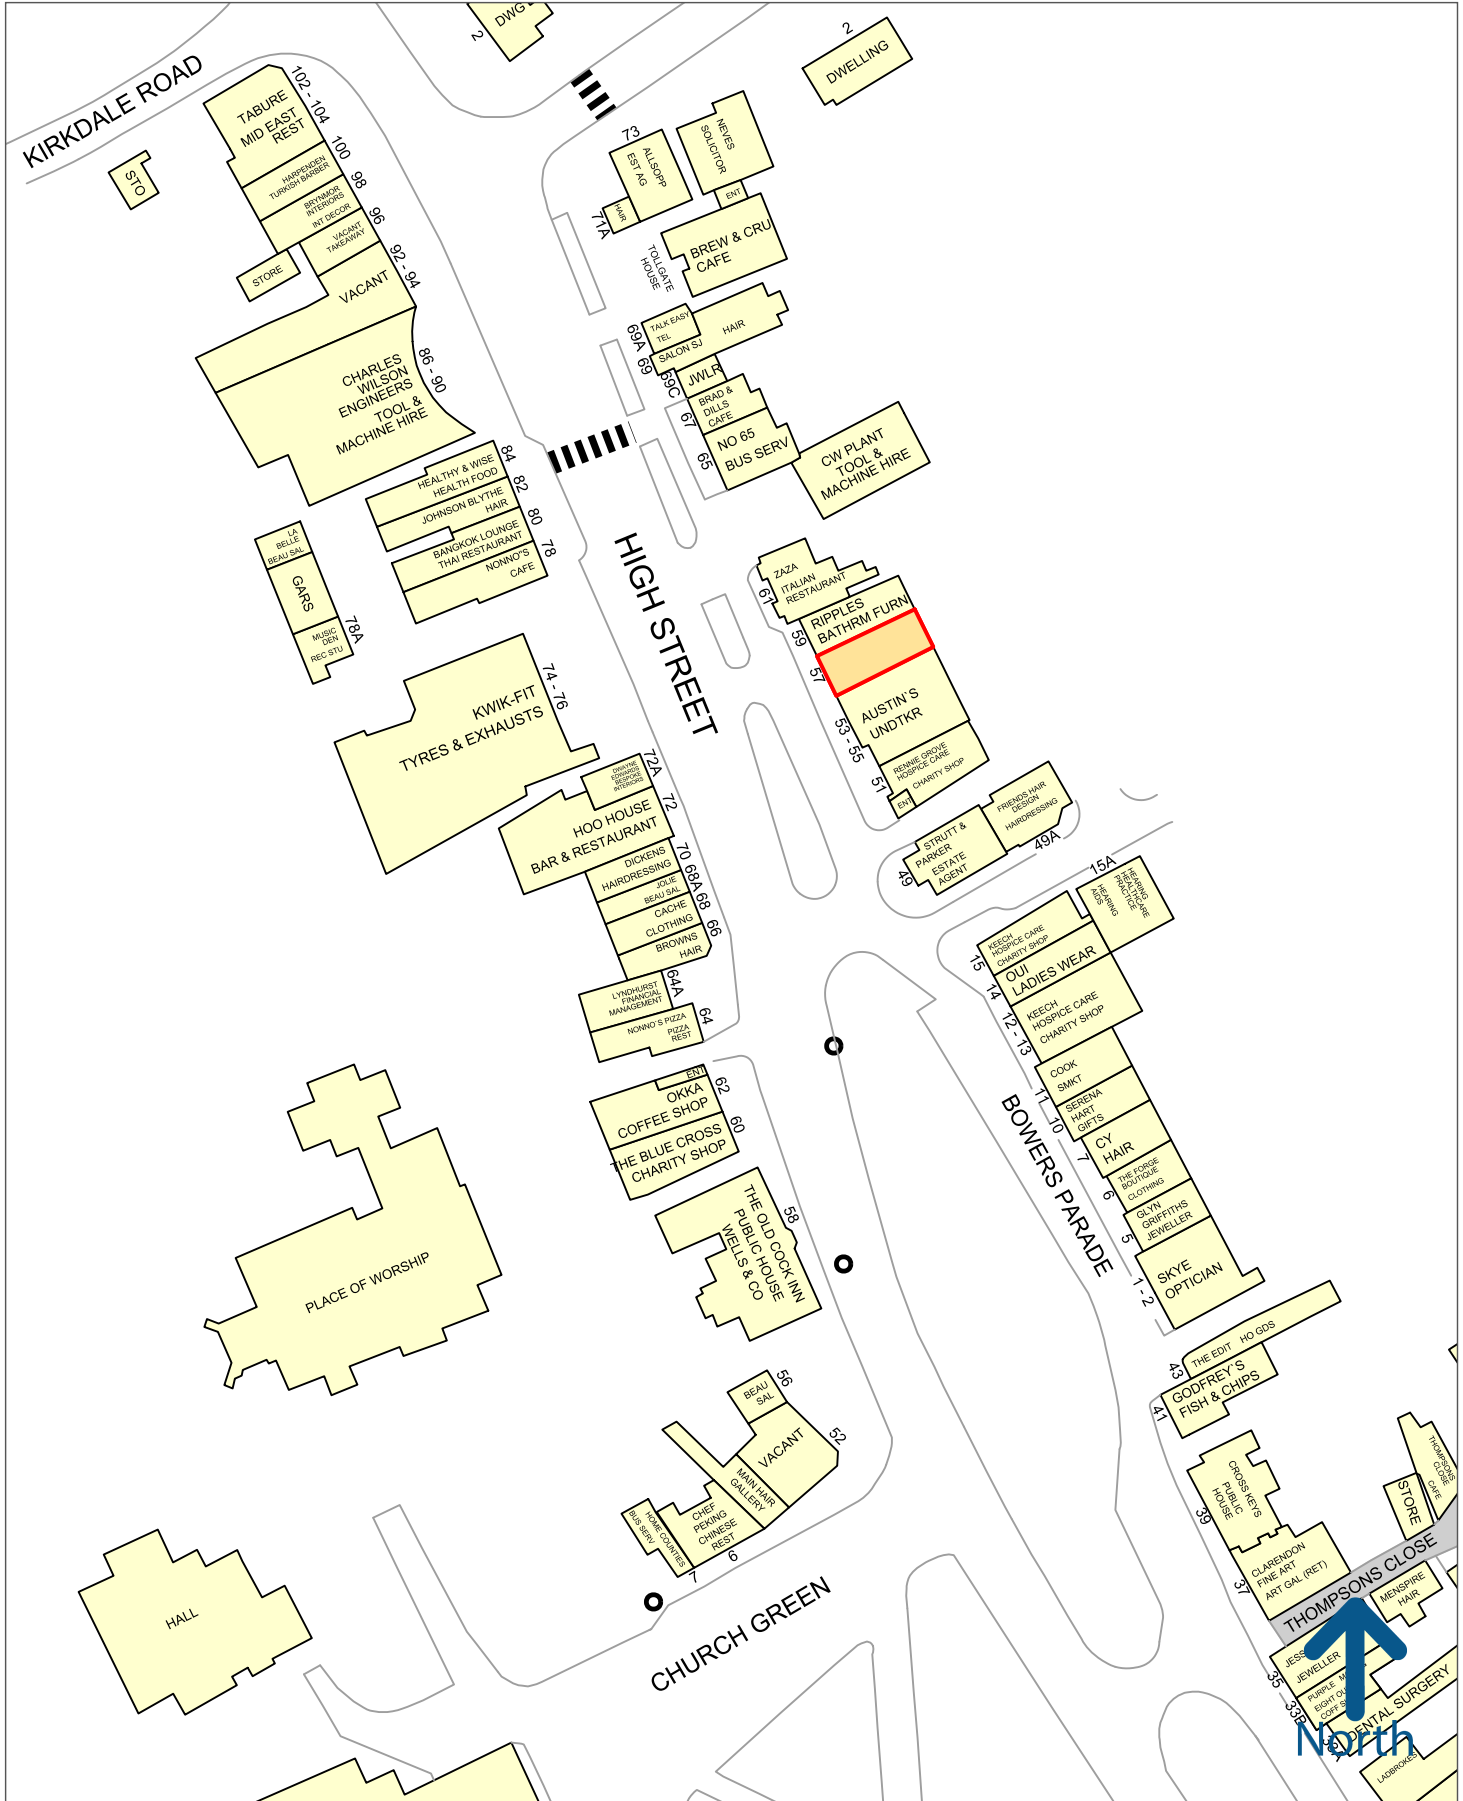 KIRKDALE ROAD
DWG
2
2
DWELLING
TABURE
MID EAST
REST
102 - 104
HARPENDEN
TURKISH BARBER
100
BRYNMOR
INTERIORS
INT DECOR
98
VACANT
TAKEAWAY
96
VACANT
92 - 94
STO
STORE
CHARLES
WILSON
ENGINEERS
TOOL &
MACHINE HIRE
86 - 90
HEALTHY & WISE
HEALTH FOOD
84
JOHNSON BLYTHE
HAIR
82
BANGKOK LOUNGE
THAI RESTAURANT
80
NONNO"S
CAFE
78
LA
BELLE
BEAU SAL
GARS
MUSIC
DEN
REC STU
78A
KWIK-FIT
TYRES & EXHAUSTS
74 - 76
73
ALLSOPP
EST AG
HAIR
71A
NEVES
SOLICITOR
ENT
BREW & CRU
CAFE
TOLLGATE
HOUSE
TALK EASY
TEL
69A
SALON SJ
HAIR
69
JWLR
69C
BRAD &
DILLS
CAFE
67
NO 65
BUS SERV
65
CW PLANT
TOOL &
MACHINE HIRE
HIGH STREET
ZAZA
ITALIAN
RESTAURANT
61
RIPPLES
BATHRM FURN
59
57
AUSTIN`S
UNDTKR
53 - 55
RENNIE GROVE
HOSPICE CARE
CHARITY SHOP
51
ENT
STRUTT &
PARKER
ESTATE
AGENT
49
FRIENDS HAIR
DESIGN
HAIRDRESSING
49A
DWAYNE
EDWARDS
BESPOKE
INTERIORS
72A
HOO HOUSE
BAR & RESTAURANT
72
DICKENS
HAIRDRESSING
70
JOLIE
BEAU SAL
68A
CACHE
CLOTHING
68
BROWNS
HAIR
66
LYNDHURST
FINANCIAL
MANAGEMENT
64A
NONNO`S PIZZA
PIZZA
REST
64
ENT
OKKA
COFFEE SHOP
62
THE BLUE CROSS
CHARITY SHOP
60
THE OLD COCK INN
PUBLIC HOUSE
WELLS & CO
58
PLACE OF WORSHIP
15A
HEARING
HEALTHCARE
PRACTICE
HEARING
AIDS
KEECH
HOSPICE CARE
CHARITY SHOP
15
OUI
LADIES WEAR
14
KEECH
HOSPICE CARE
CHARITY SHOP
12 - 13
COOK
SMKT
11
SERENA
HART
GIFTS
10
CY
HAIR
7
THE FORGE
BOUTIQUE
CLOTHING
6
GLYN
GRIFFITHS
JEWELLER
5
SKYE
OPTICIAN
1 - 2
BOWERS PARADE
THE EDIT
HO GDS
43
GODFREY`S
FISH & CHIPS
41
CROSS KEYS
PUBLIC
HOUSE
39
CLARENDON
FINE ART
ART GAL (RET)
37
THOMPSONS
CLOSE
CAFE
STORE
THOMPSONS CLOSE
MENSPIRE
HAIR
BEAU
SAL
56
VACANT
52
MAIN HAIR
GALLERY
CHEF
PEKING
CHINESE
REST
6
HOME COUNTIES
BUS SERV
7
CHURCH GREEN
HALL
JEWELLER
35
PURPLE
COFF
33B
DENTAL SURGERY
LADBROKES
North